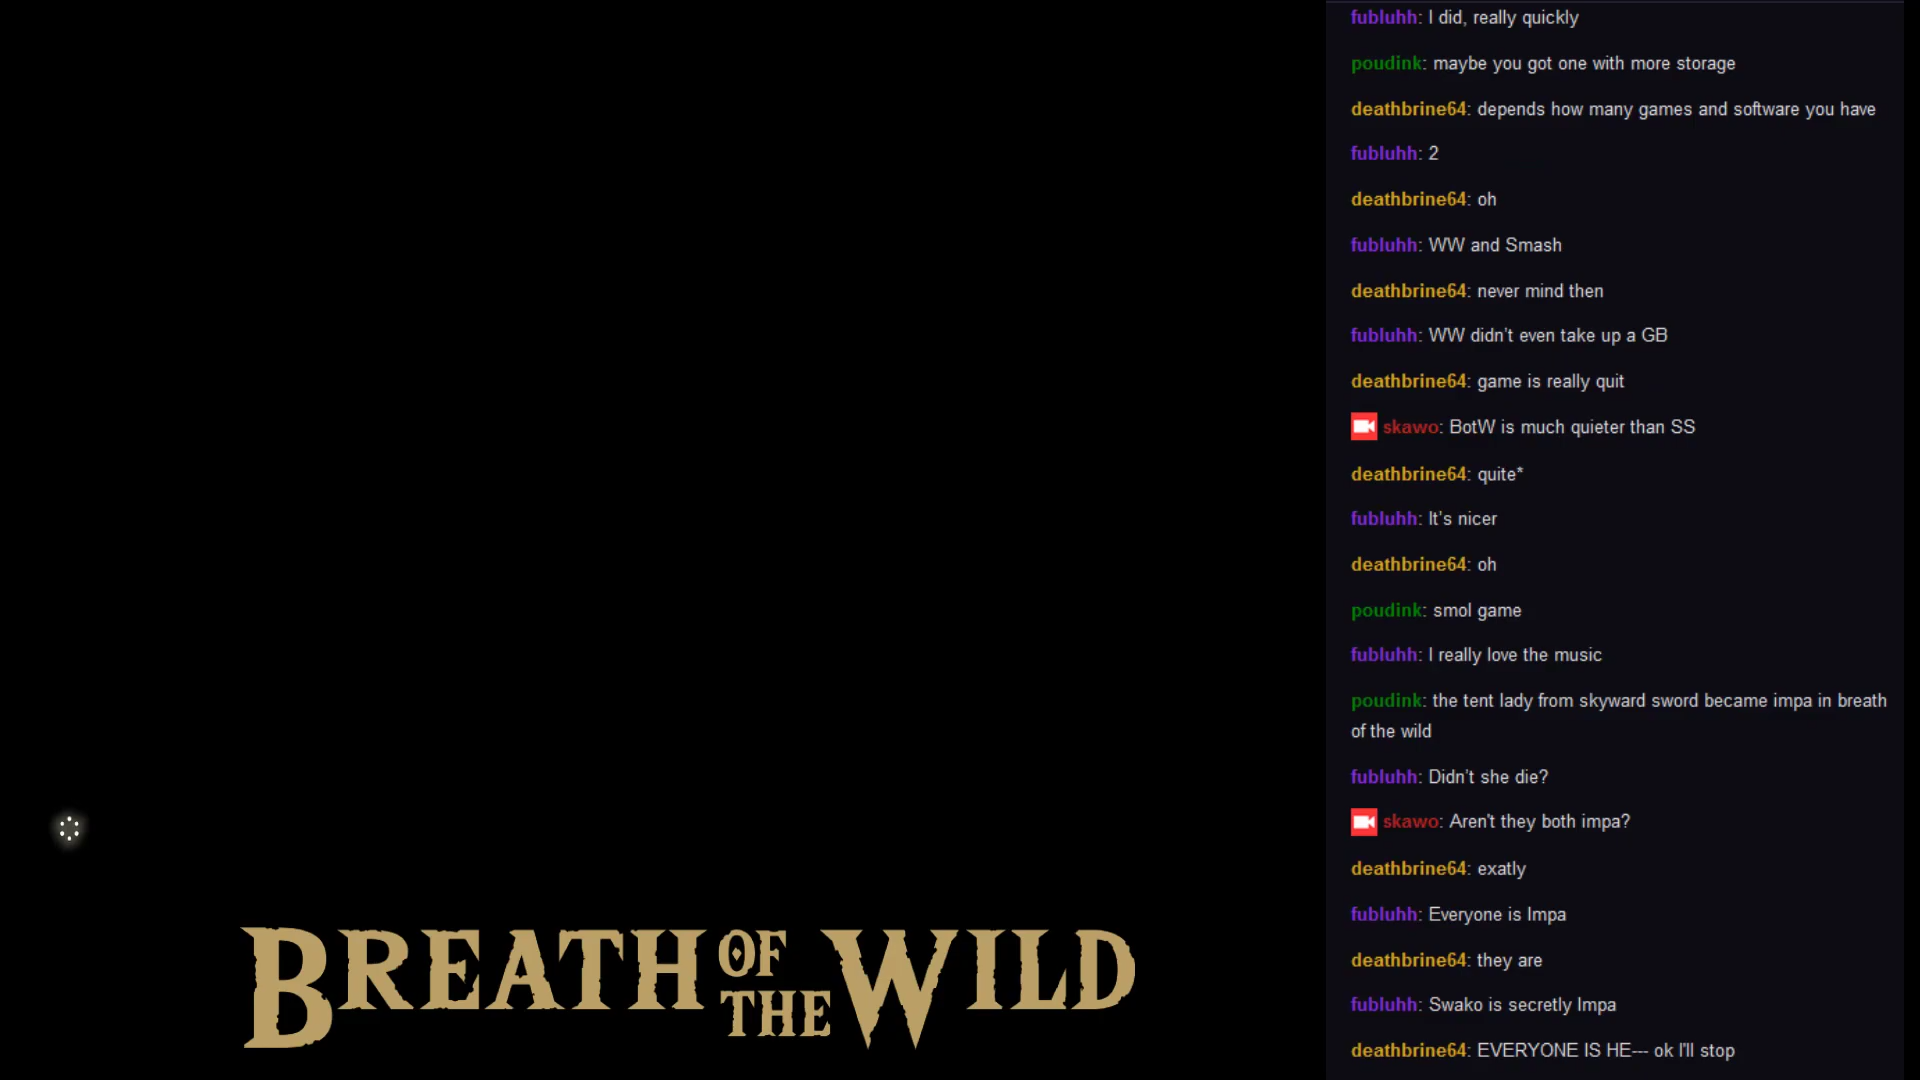 fubluhh: I did, really quickly
poudink: maybe you got one with more storage
deathbrine64: depends how many games and software you have
fubluhh: 2
deathbrine64: oh
fubluhh: WW and Smash
deathbrine64: never mind then
fubluhh: WW didn't even take up a GB
deathbrine64: game is really quit
skawo: BotW is much quieter than SS
deathbrine64: quite*
fubluhh: It's nicer
deathbrine64: oh
poudink: smol game
fubluhh: I really love the music
poudink: the tent lady from skyward sword became impa in breath
of the wild
fubluhh: Didn't she die?
skawo: Aren't they both impa?
deathbrine64: exatly
fubluhh: Everyone is Impa
deathbrine64: they are
fubluhh: Swako is secretly Impa
deathbrine64: EVERYONE IS HE--- ok I'll stop
BREATH OF THE WILD